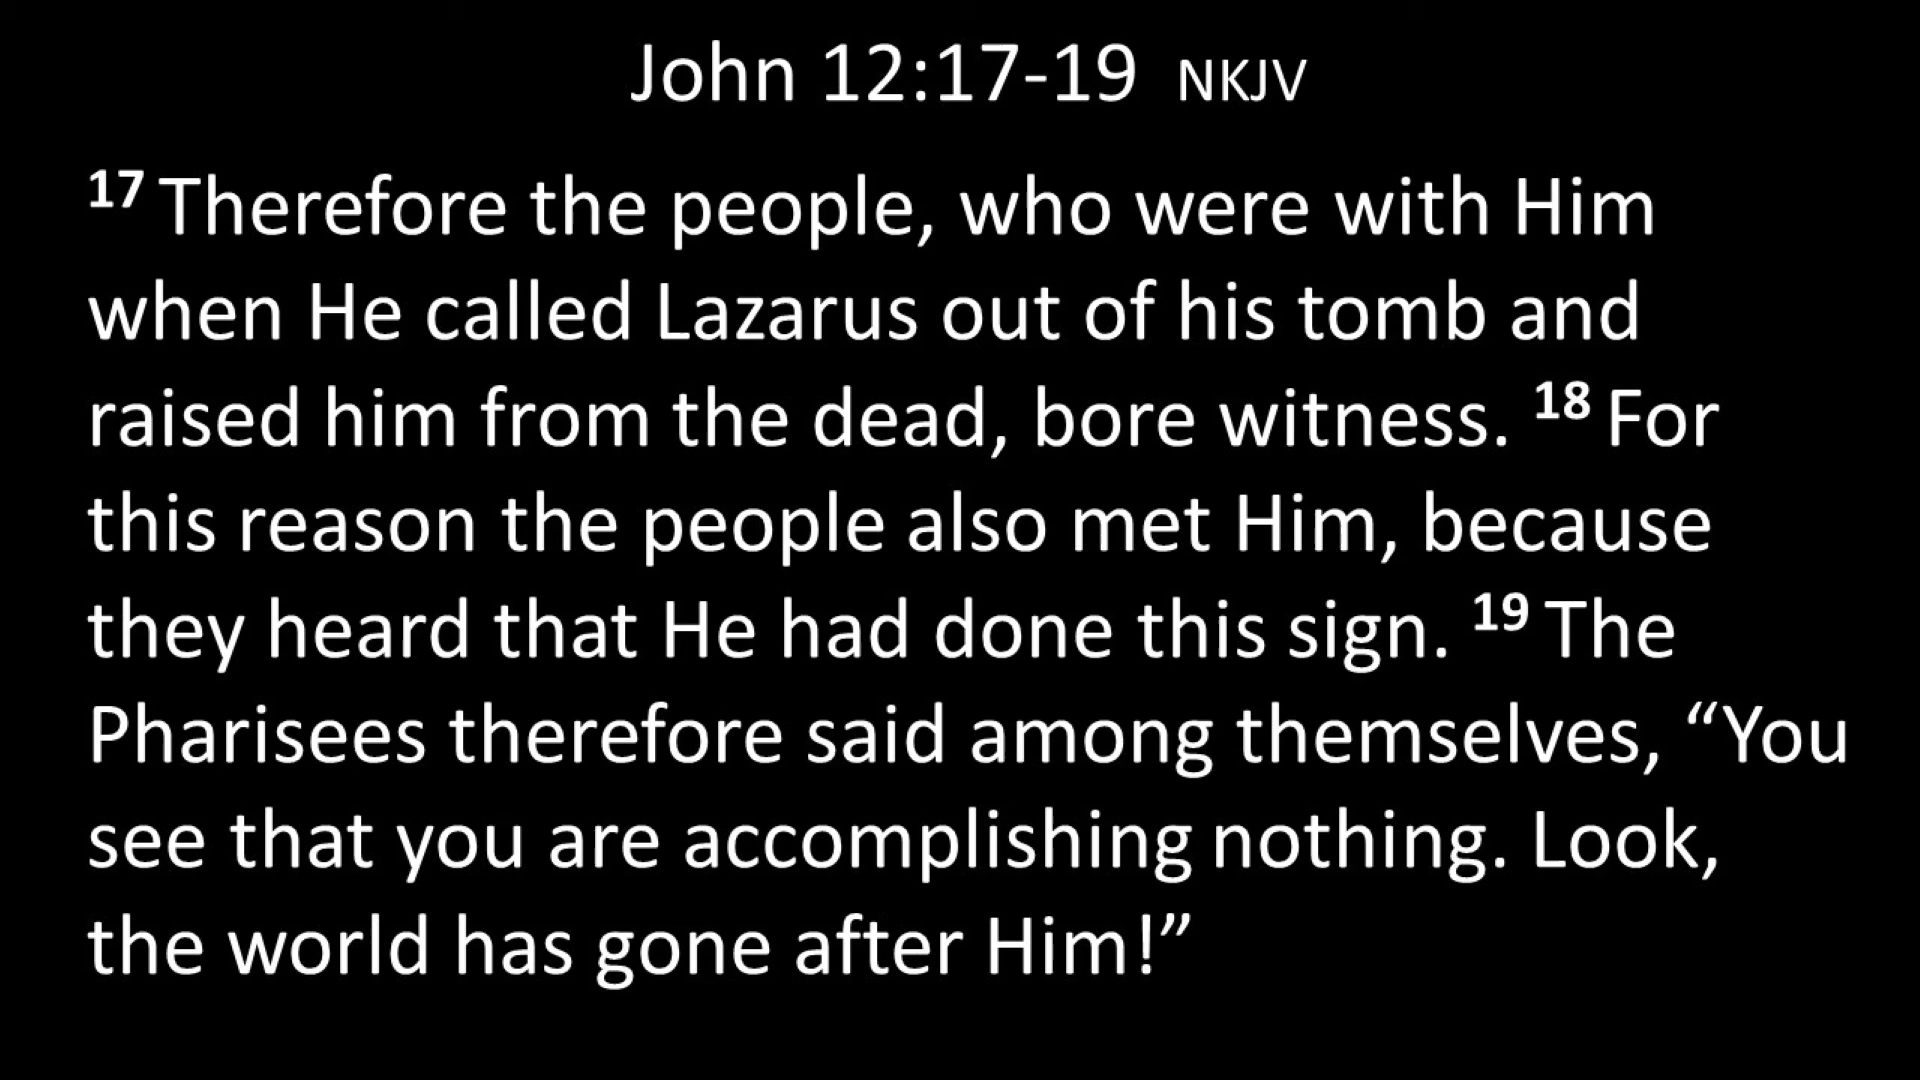 John 12:17-19 NKJV
17 Therefore the people, who were with Him
when He called Lazarus out of his tomb and
raised him from the dead, bore witness. 18 For
this reason the people also met Him, because
they heard that He had done this sign. 19 The
Pharisees therefore said among themselves, “You
see that you are accomplishing nothing. Look,
the world has gone after Him!”